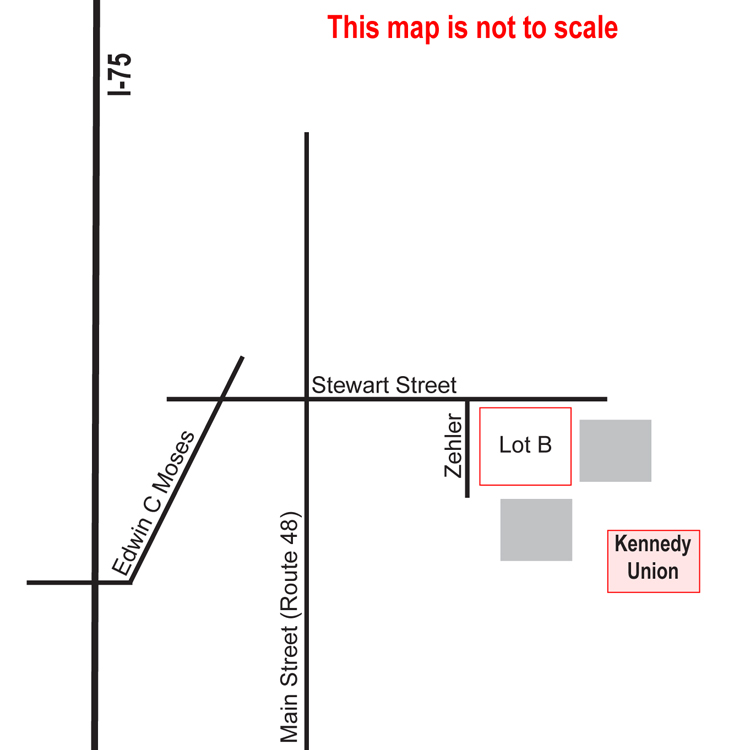 This map is not to scale
I-75
Stewart Street
Edwin C Moses
Zehler
Lot B
Main Street (Route 48)
Kennedy
Union